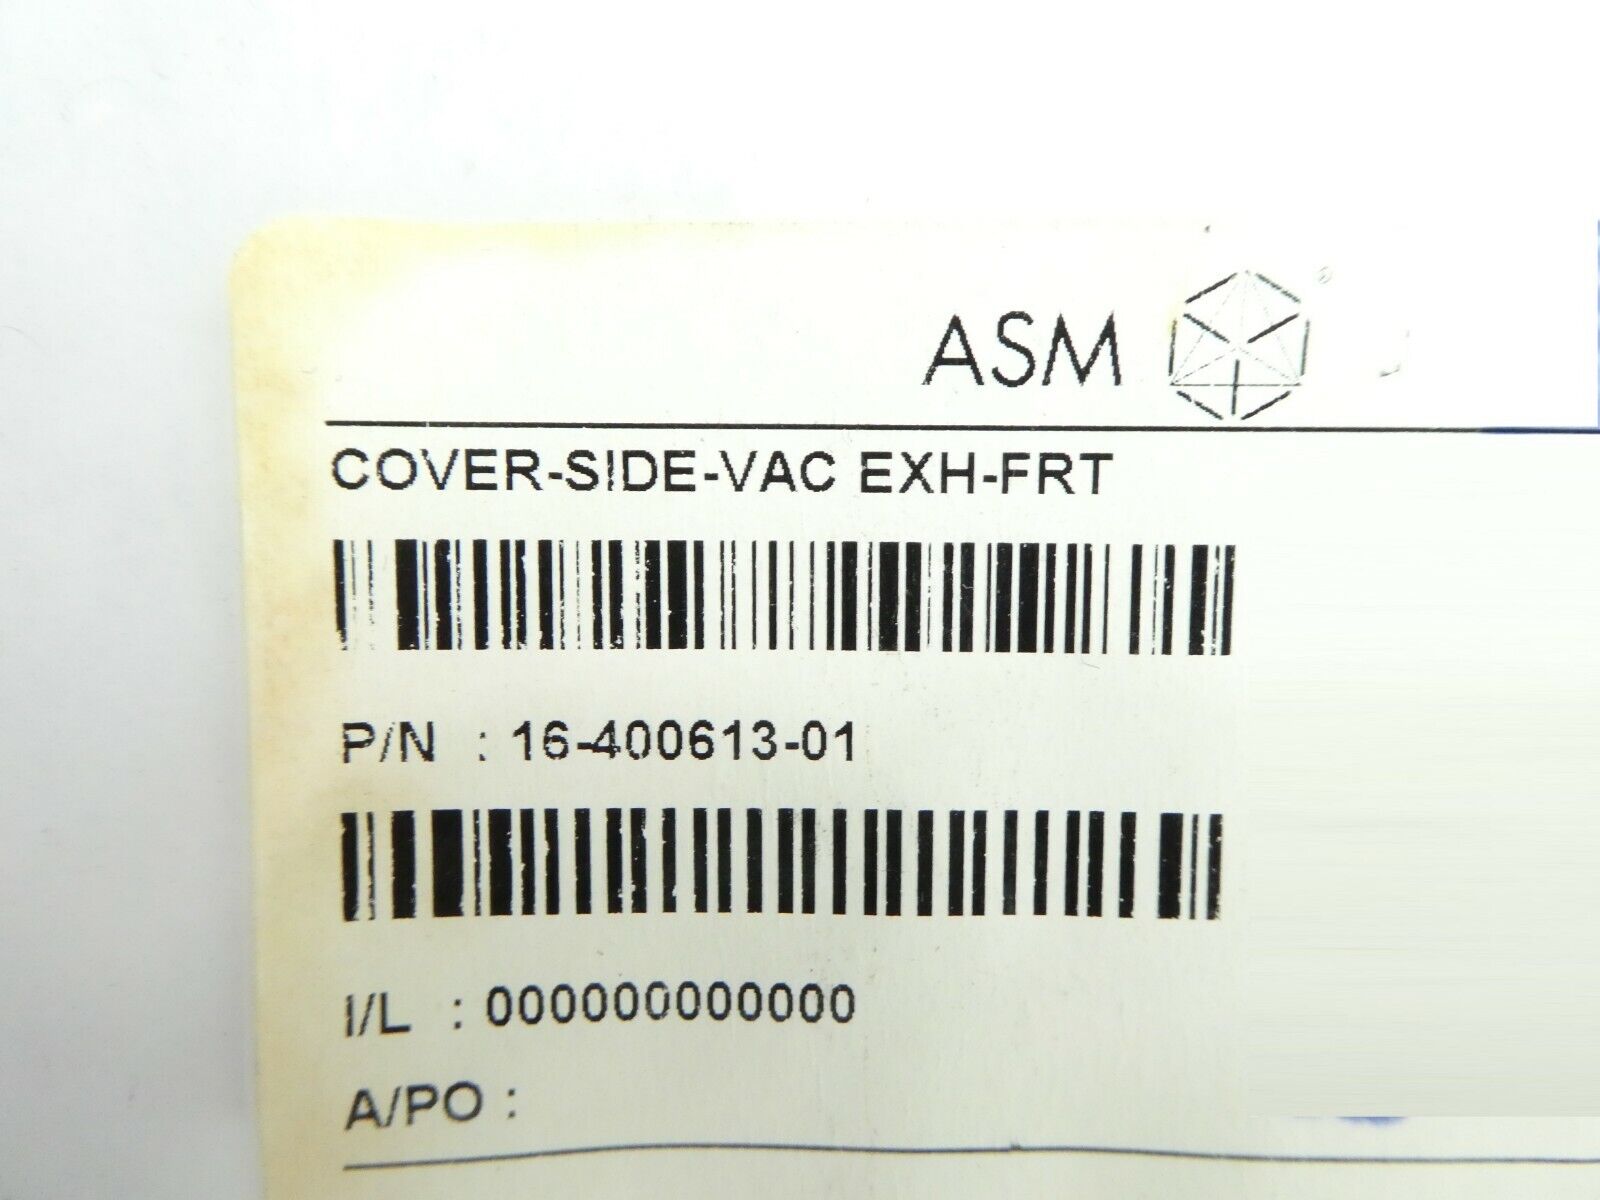 ASM ®
COVER-SIDE-VAC EXH-FRT
P/N : 16-400613-01
I/L : 000000000000
A/PO :